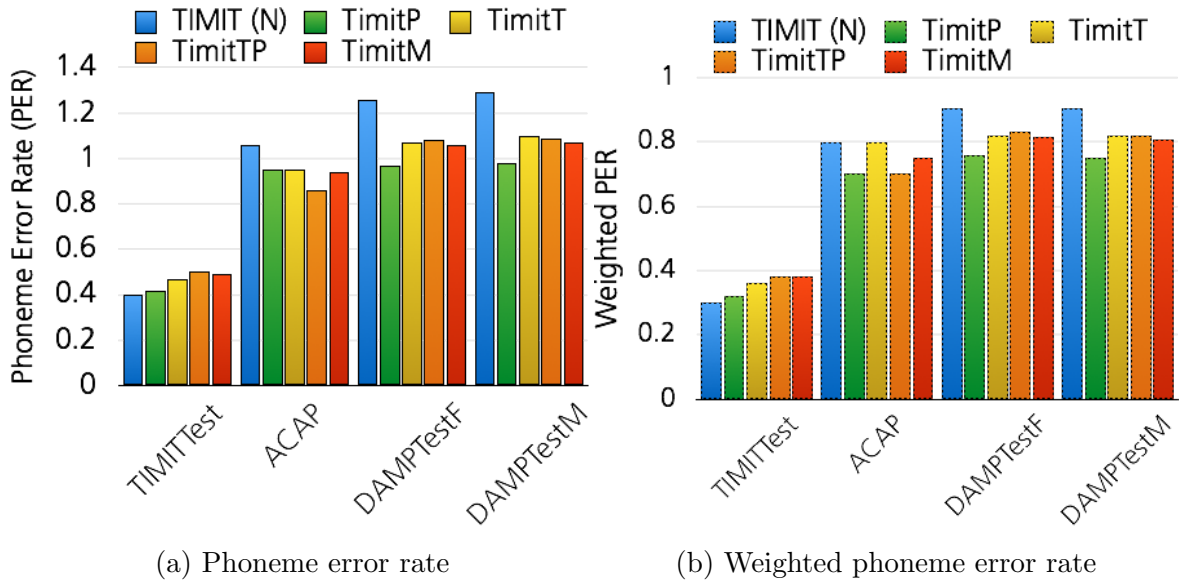 TIMIT (N) TimitP TimitT
TimitTP TimitM
Phoneme Error Rate (PER)
1.4
1.2
1
0.8
0.6
0.4
0.2
0
TIMITTest ACAP DAMPTestF DAMPTestM
(a) Phoneme error rate
TIMIT (N) TimitP TimitT
TimitTP TimitM
Weighted PER
1
0.8
0.6
0.4
0.2
0
TIMITTest ACAP DAMPTestF DAMPTestM
(b) Weighted phoneme error rate